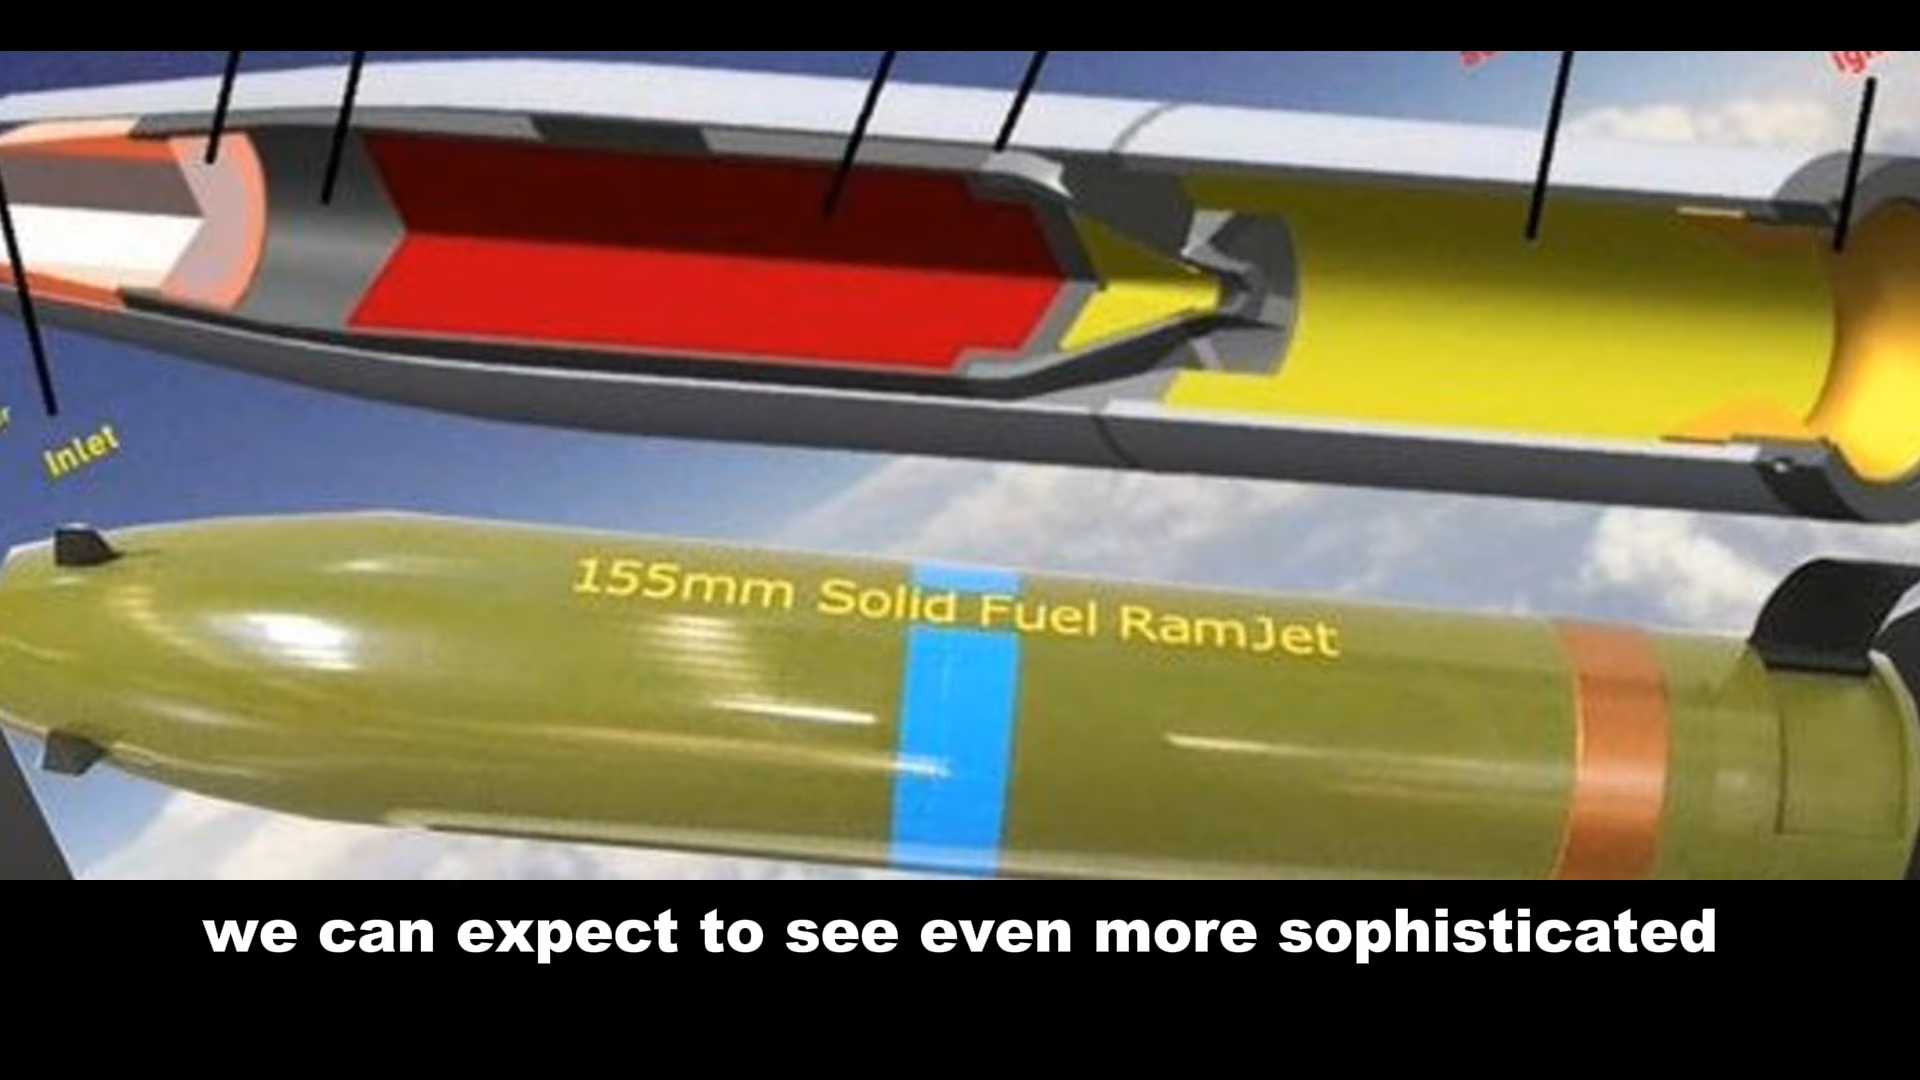 Inlet
155mm Solid Fuel RamJet
we can expect to see even more sophisticated